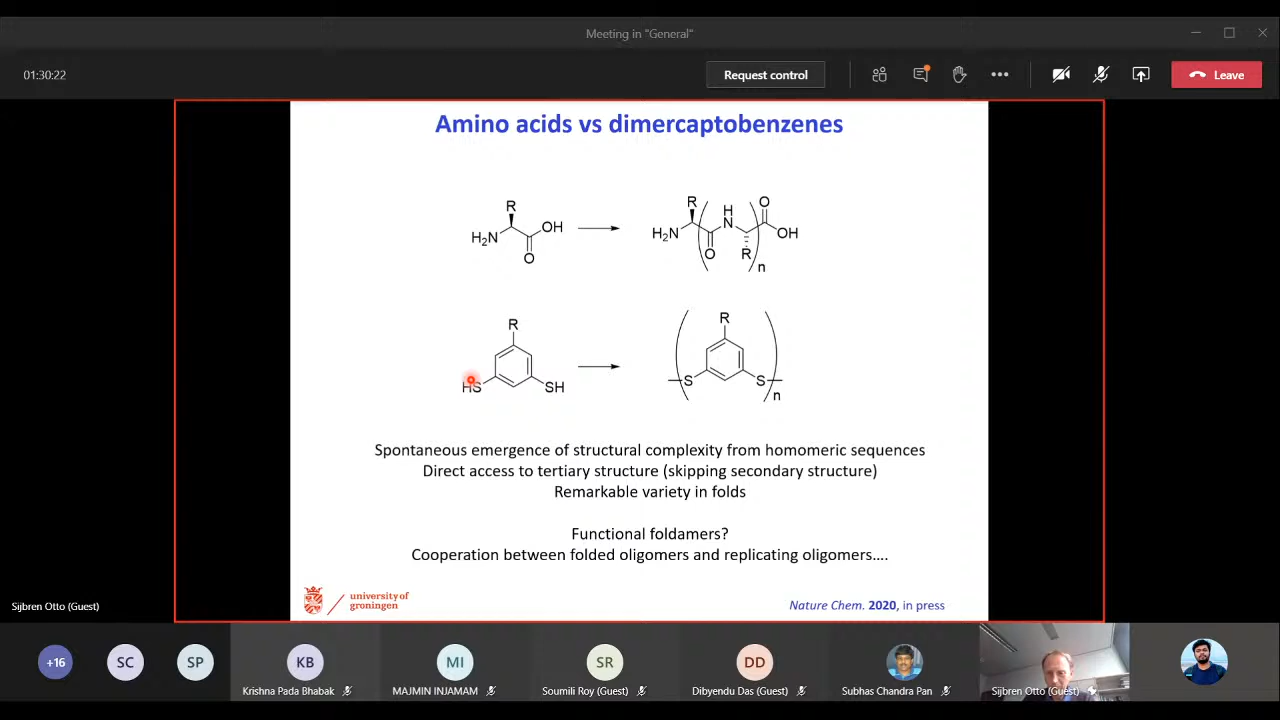 Meeting in "General"
01:30:22
Request control
Leave
Amino acids vs dimercaptobenzenes
R
H2N
OH
O
R
H2N
O
H
N
R
O
OH
n
R
HS
SH
R
S
S
n
Spontaneous emergence of structural complexity from homomeric sequences
Direct access to tertiary structure (skipping secondary structure)
Remarkable variety in folds
Functional foldamers?
Cooperation between folded oligomers and replicating oligomers....
university of
groningen
Nature Chem. 2020, in press
Sijbren Otto (Guest)
+16
SC
SP
KB
Krishna Pada Bhabak
MI
MAJMIN INJAMAM
SR
Soumili Roy (Guest)
DD
Dibyendu Das (Guest)
Subhas Chandra Pan
Sijbren Otto (Guest)